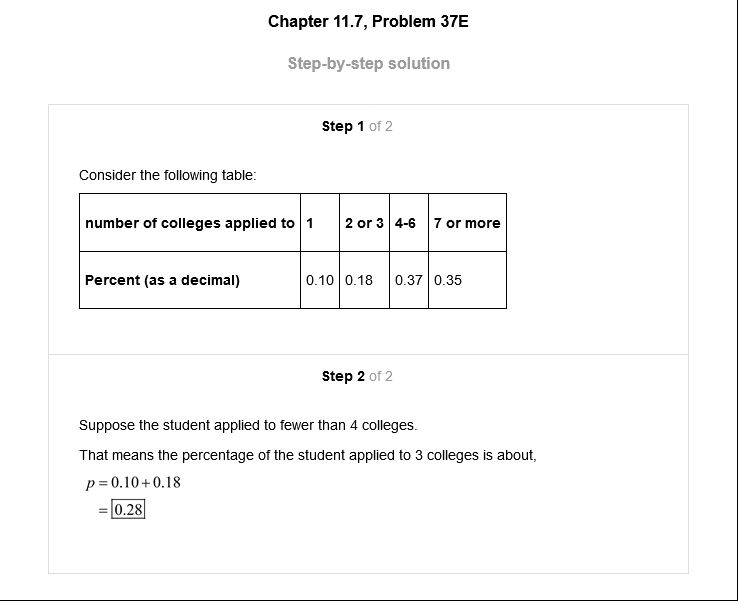 Chapter 11.7, Problem 37E
Step-by-step solution
Step 1 of 2
Consider the following table:
number of colleges applied to 1 2 or 3 4-6 7 or more
Percent (as a decimal) 0.10 0.18 0.37 0.35
Step 2 of 2
Suppose the student applied to fewer than 4 colleges.
That means the percentage of the student applied to 3 colleges is about,
p = 0.10 + 0.18
= 0.28